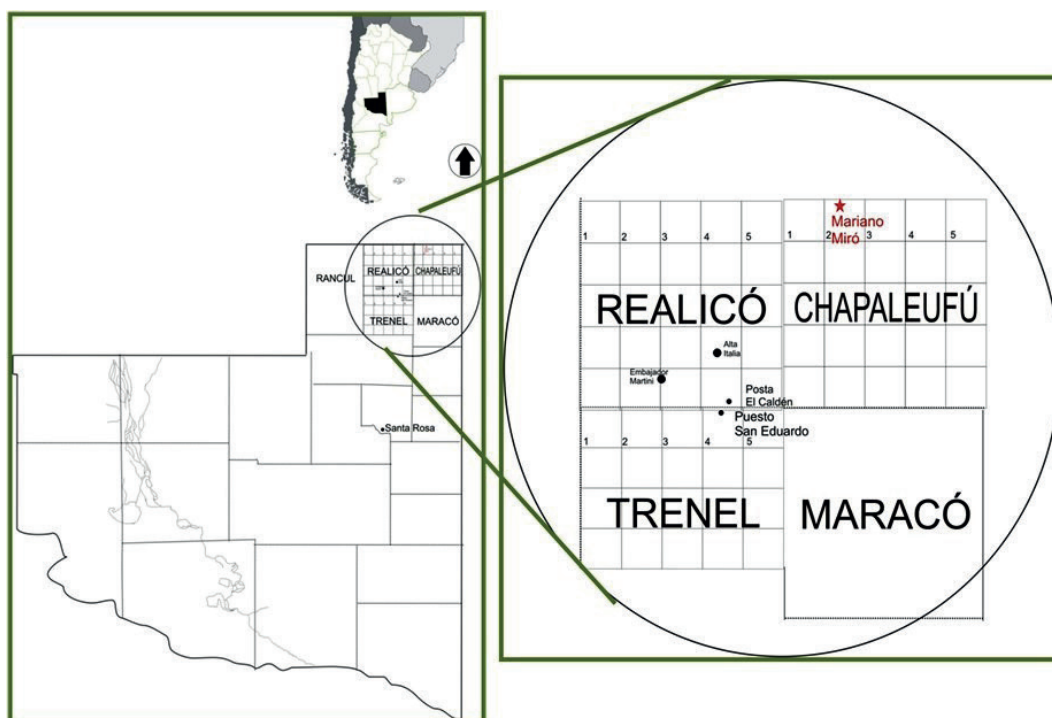 RANCUL
REALICÓ
CHAPALEUFÚ
TRENEL
MARACÓ
Santa Rosa
1 2 3 4 5
1 2 3 4 5
Mariano
Miró
REALICÓ
CHAPALEUFÚ
Alta
Italia
Embajador
Martini
Posta
El Caldén
Puesto
San Eduardo
1 2 3 4 5
TRENEL
MARACÓ